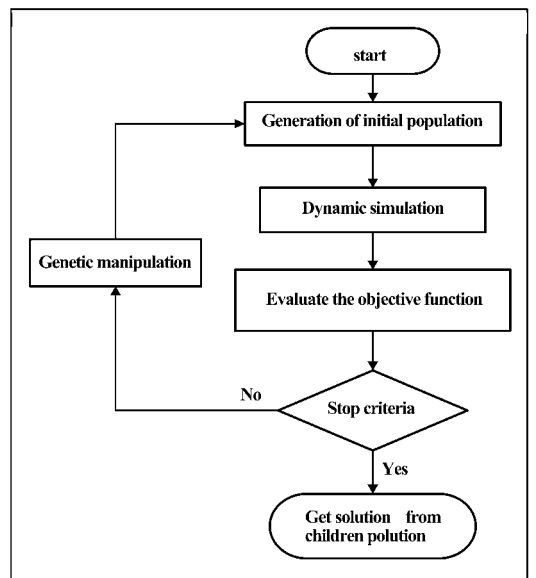 start
Generation of initial population
Dynamic simulation
Genetic manipulation
Evaluate the objective function
No
Stop criteria
Yes
Get solution from
children polution